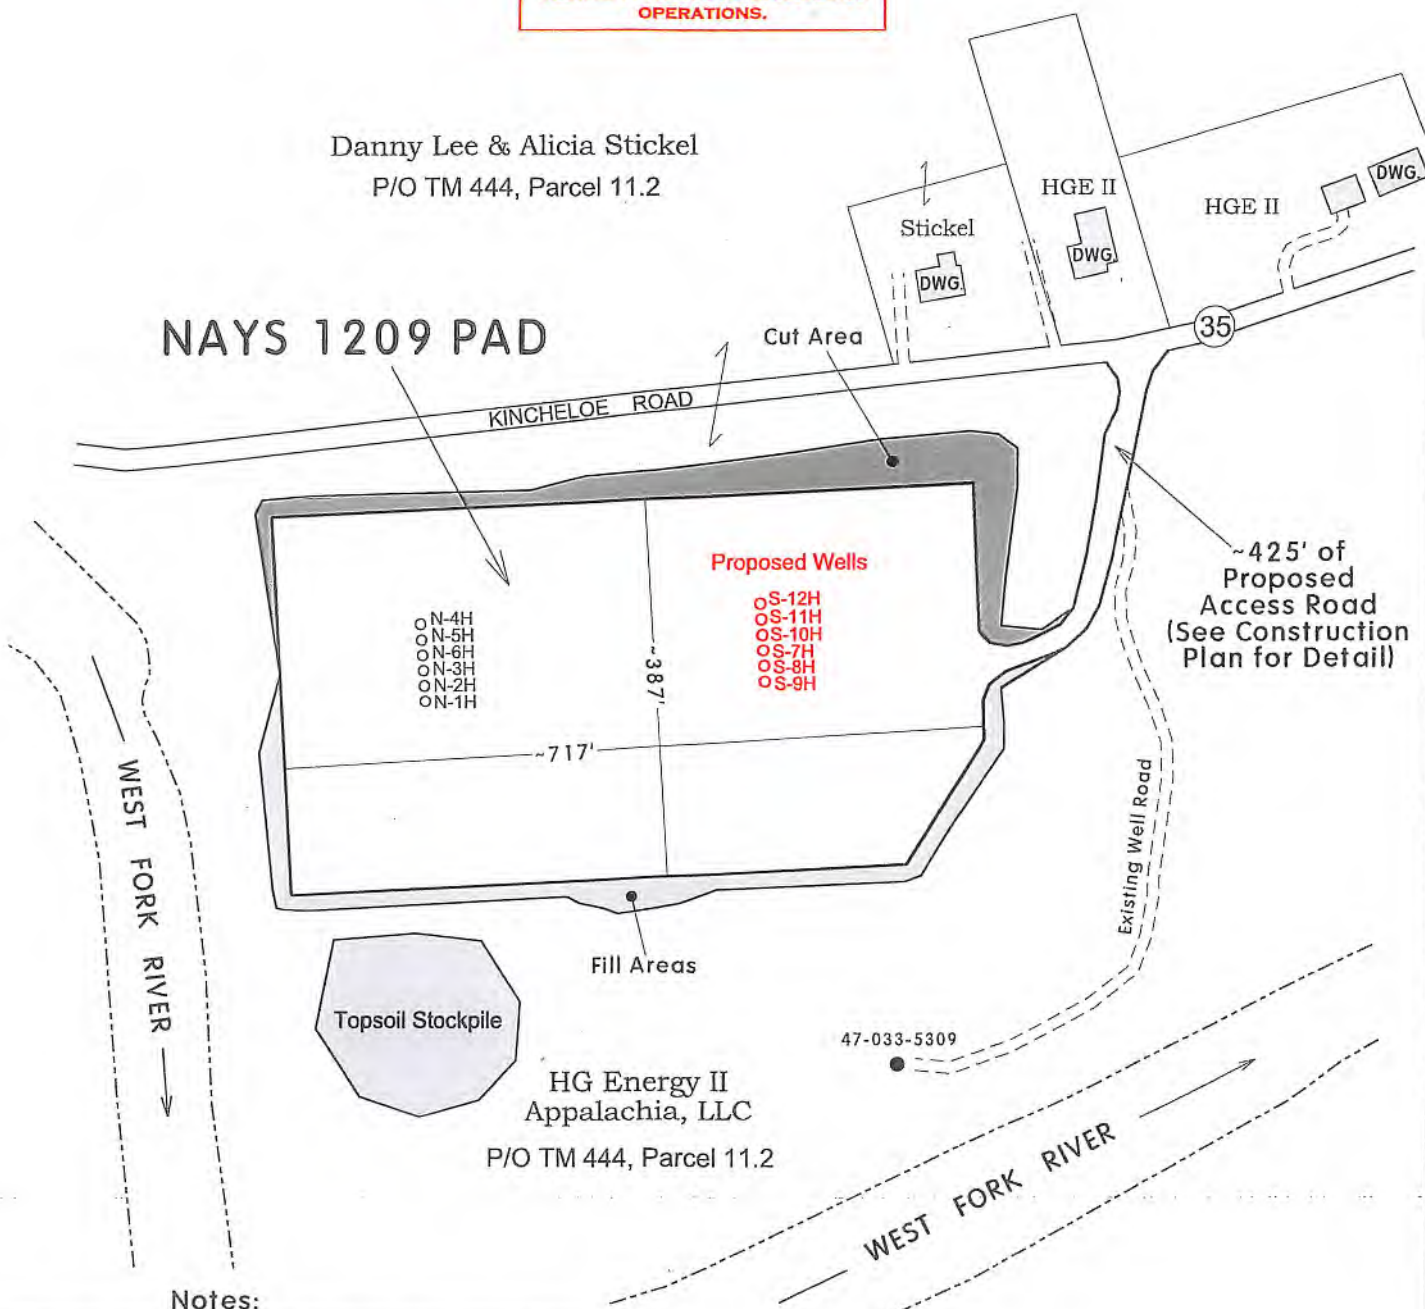 OPERATIONS.
Danny Lee & Alicia Stickel
P/O TM 444, Parcel 11.2
HGE II
DWG.
HGE II
DWG.
Stickel
DWG.
35
NAYS 1209 PAD
Cut Area
KINCHELOE ROAD
Proposed Wells
S-12H
S-11H
S-10H
S-7H
S-8H
S-9H
N-4H
N-5H
N-6H
N-3H
N-2H
N-1H
~387'
~717'
~425' of
Proposed
Access Road
(See Construction
Plan for Detail)
WEST FORK RIVER
Existing Well Road
Fill Areas
Topsoil Stockpile
47-033-5309
HG Energy II
Appalachia, LLC
P/O TM 444, Parcel 11.2
WEST FORK RIVER
Notes: